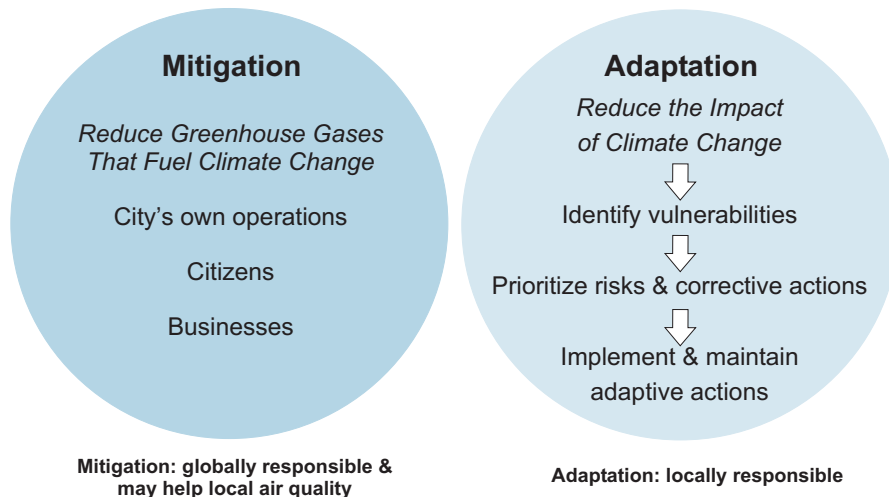 Mitigation
Reduce Greenhouse Gases
That Fuel Climate Change
City’s own operations
Citizens
Businesses
Mitigation: globally responsible &
may help local air quality
Adaptation
Reduce the Impact
of Climate Change
Identify vulnerabilities
Prioritize risks & corrective actions
Implement & maintain
adaptive actions
Adaptation: locally responsible